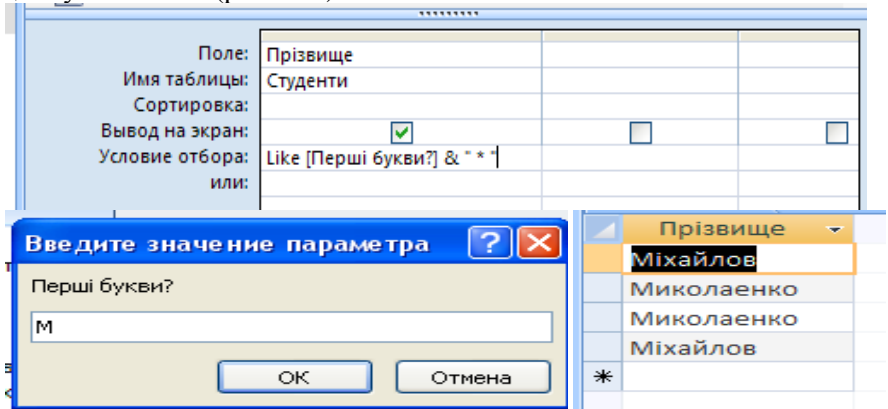 Поле: Прізвище
Имя таблицы: Студенти
Сортировка:
Вывод на экран:
Условие отбора: Like [Перші букви?] & " * "
или:
Введите значение параметра
Перші букви?
М
ОК Отмена
Прізвище
Міхайлов
Миколаенко
Миколаенко
Міхайлов